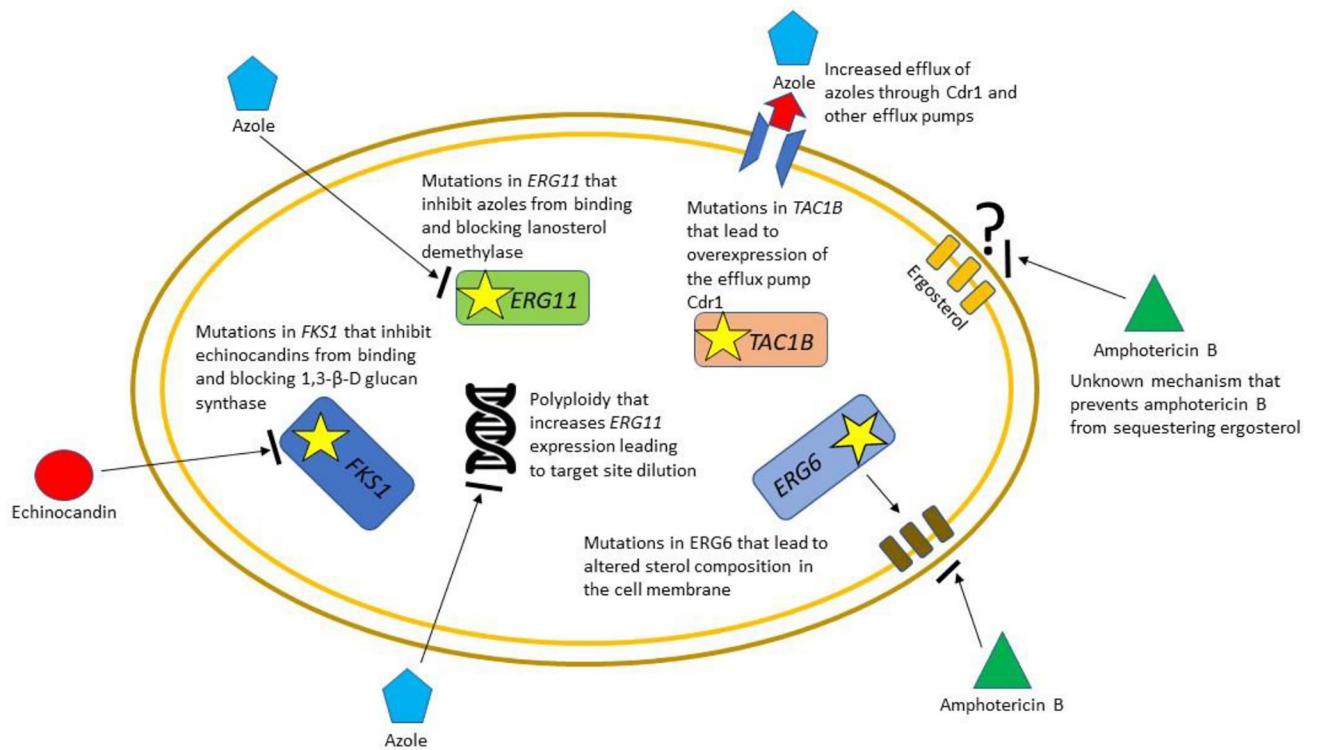 Azole
Azole
Increased efflux of
azoles through Cdr1 and
other efflux pumps
Mutations in ERG11 that
inhibit azoles from binding
and blocking lanosterol
demethylase
ERG11
Mutations in TAC1B
that lead to
overexpression of
the efflux pump
Cdr1
TAC1B
?
Ergosterol
Amphotericin B
Unknown mechanism that
prevents amphotericin B
from sequestering ergosterol
Mutations in FKS1 that inhibit
echinocandins from binding
and blocking 1,3-β-D glucan
synthase
FKS1
Echinocandin
Polyploidy that
increases ERG11
expression leading
to target site dilution
ERG6
Mutations in ERG6 that lead to
altered sterol composition in
the cell membrane
Azole
Amphotericin B